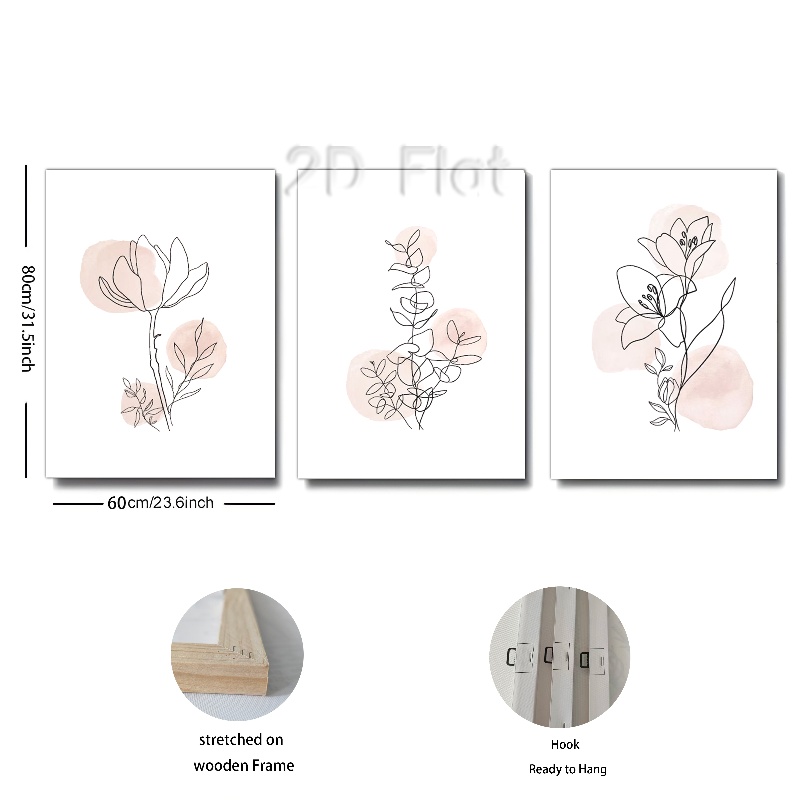 2D Flat
80cm/31.5inch
60cm/23.6inch
stretched on
wooden Frame
Hook
Ready to Hang